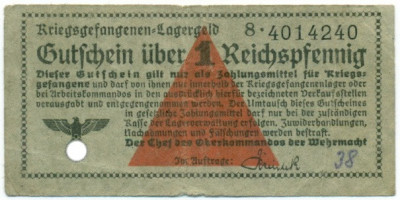 Kriegsgefangenen-Lagergeld 8·4014240
Gutschein über 1 Reichspfennig
Dieser Gutschein gilt nur als Zahlungsmittel für Kriegs-
gefangene und darf von ihnen nur innerhalb der Kriegsgefangenenlager oder
bei Arbeitskommandos in den ausdrücklich hierfür bezeichneten Verkaufsstellen
verausgabt und entgegengenommen werden. Der Umtausch dieses Gutscheines
in gesetzliche Zahlungsmittel darf nur bei der zuständigen
Kasse der Lagerverwaltung erfolgen. Zuwiderhandlungen,
Nachahmungen und Fälschungen werden bestraft.
Der Chef des Oberkommandos der Wehrmacht
Im Auftrage:
38